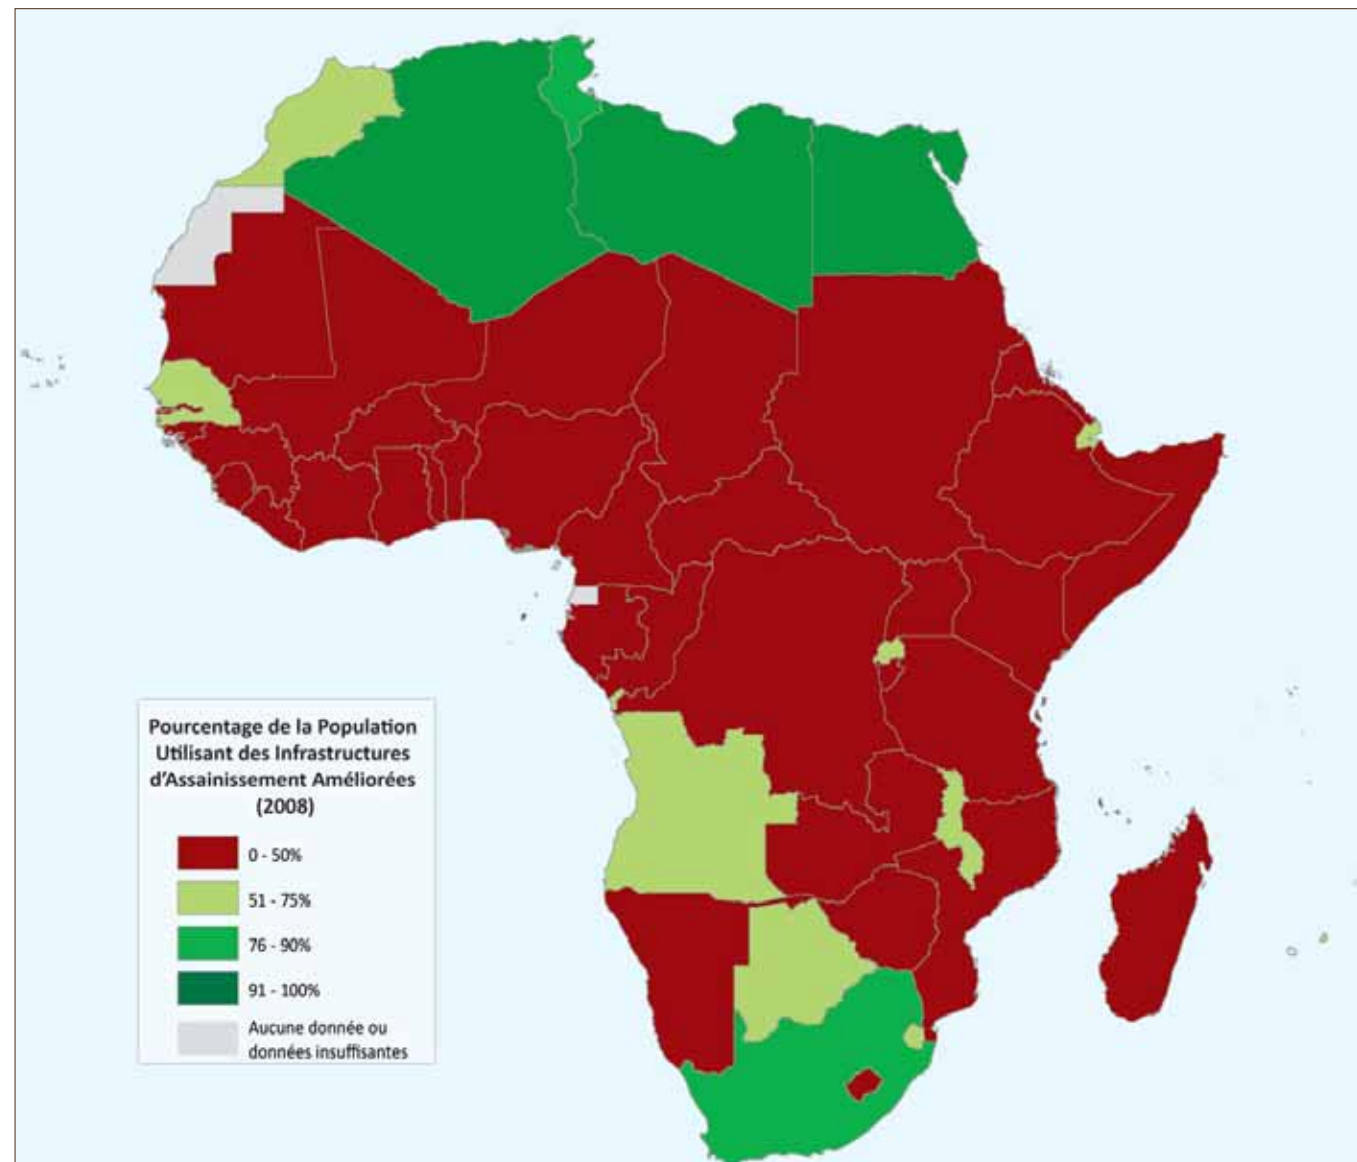 Pourcentage de la Population
Utilisant des Infrastructures
d'Assainissement Améliorées
(2008)
0 - 50%
51 - 75%
76 - 90%
91 - 100%
Aucune donnée ou
données insuffisantes